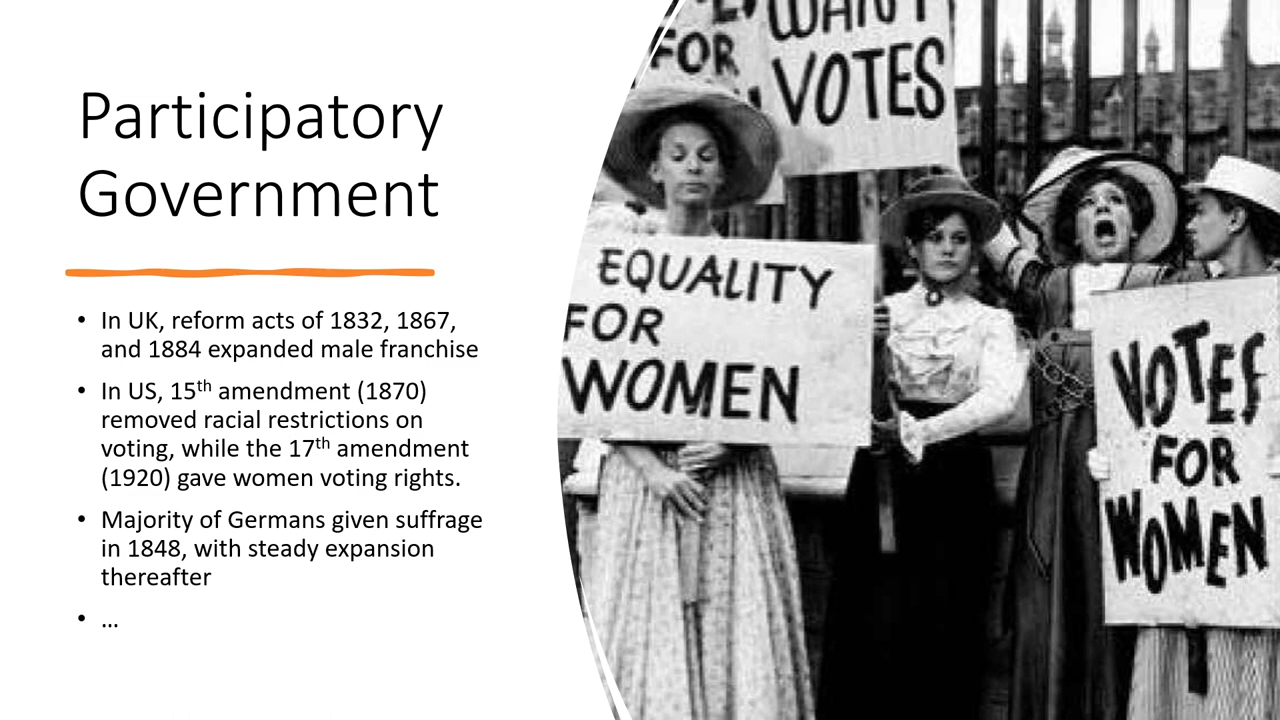 Participatory
Government
• In UK, reform acts of 1832, 1867,
and 1884 expanded male franchise
• In US, 15th amendment (1870)
removed racial restrictions on
voting, while the 17th amendment
(1920) gave women voting rights.
• Majority of Germans given suffrage
in 1848, with steady expansion
thereafter
• ...
FOR
WANT
VOTES
EQUALITY
FOR
WOMEN
VOTES
FOR
WOMEN